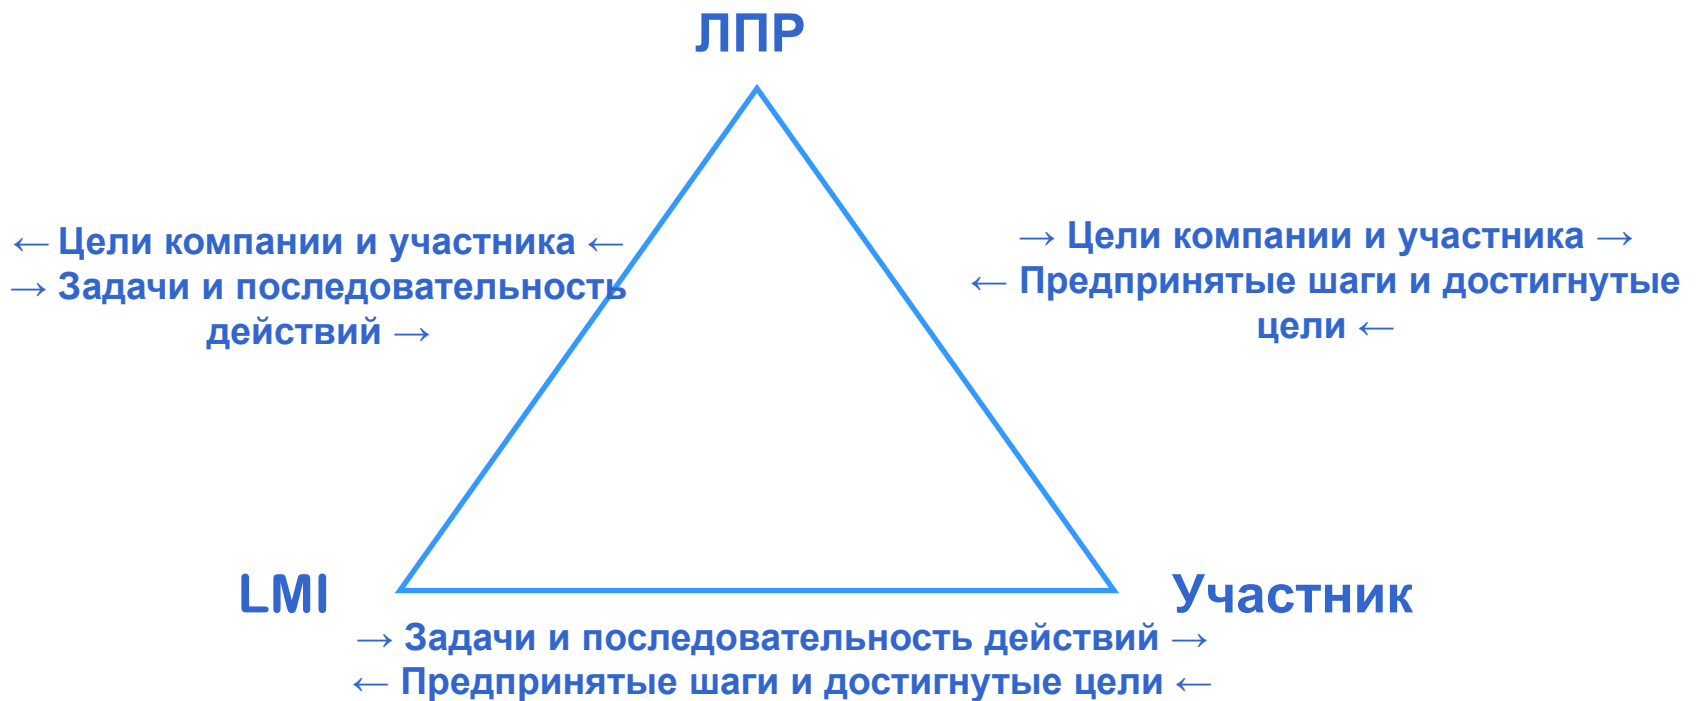 ЛПР
← Цели компании и участника ←
→ Задачи и последовательность
действий →
→ Цели компании и участника →
← Предпринятые шаги и достигнутые
цели ←
LMI
Участник
→ Задачи и последовательность действий →
← Предпринятые шаги и достигнутые цели ←